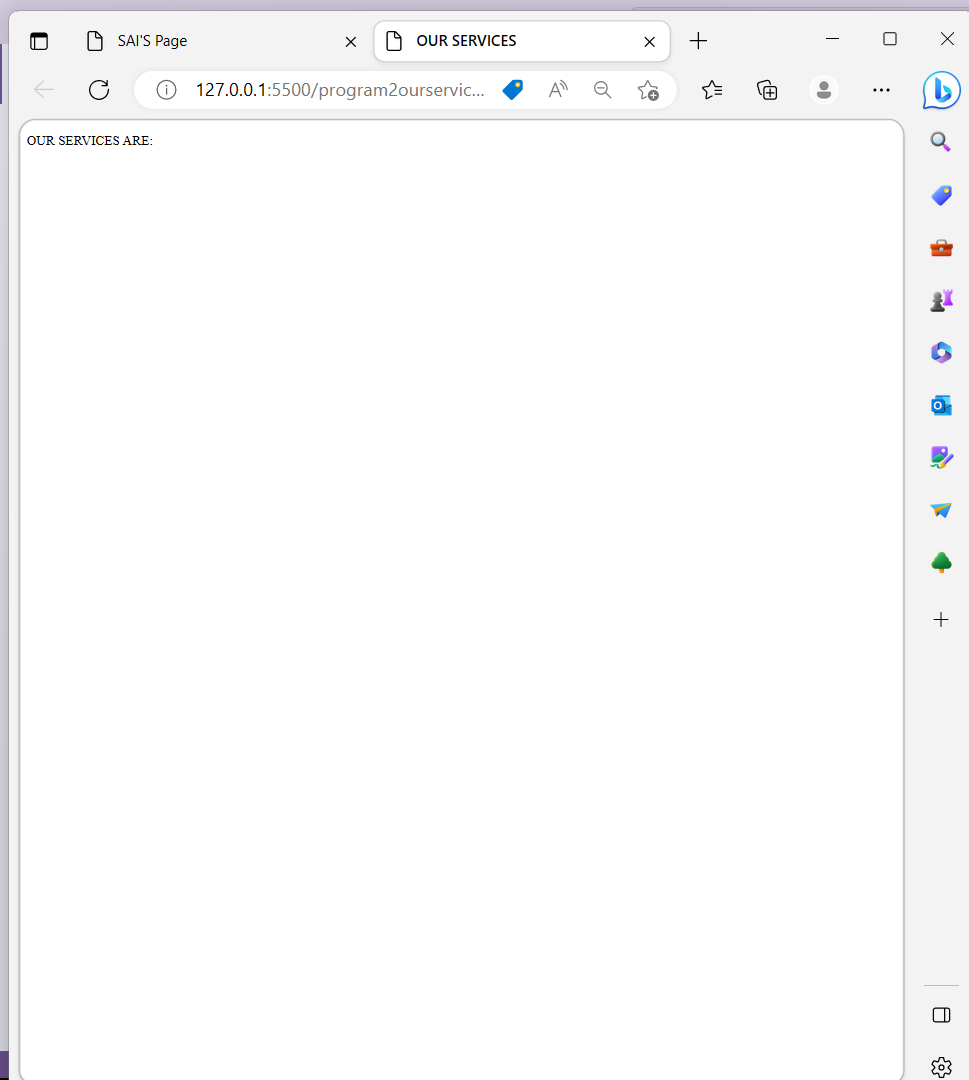 SAI'S Page
OUR SERVICES
127.0.0.1:5500/program2ourservic...
OUR SERVICES ARE: